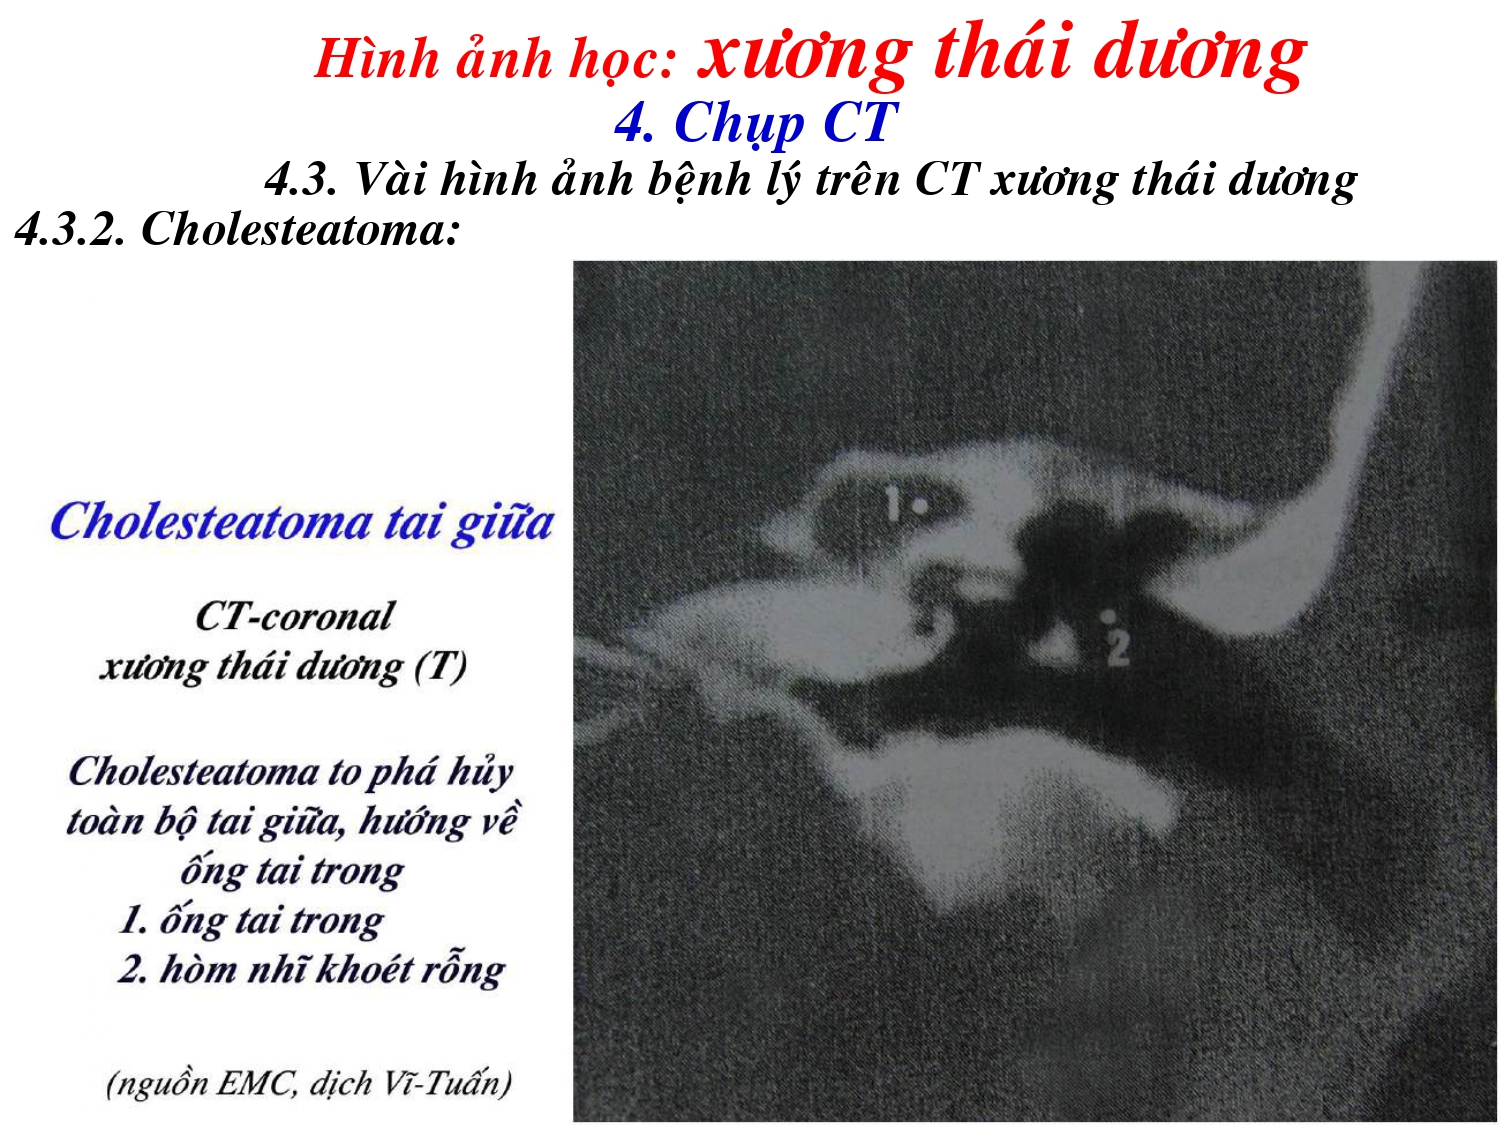 Hình ảnh học: xương thái dương
4. Chụp CT
4.3. Vài hình ảnh bệnh lý trên CT xương thái dương
4.3.2. Cholesteatoma:
Cholesteatoma tai giữa
CT-coronal
xương thái dương (T)
Cholesteatoma to phá hủy
toàn bộ tai giữa, hướng về
ống tai trong
1. ống tai trong
2. hòm nhĩ khoét rỗng
(nguồn EMC, dịch Vĩ-Tuấn)
1
2